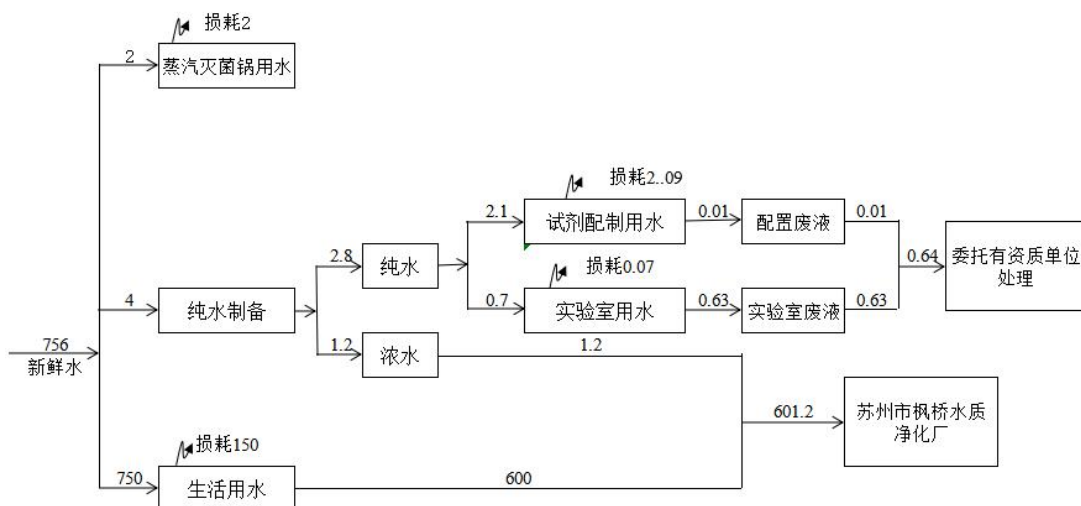 损耗2
2
蒸汽灭菌锅用水
损耗2..09
2.1
试剂配制用水
0.01
配置废液
0.01
2.8
纯水
损耗0.07
0.64
委托有资质单位
处理
4
纯水制备
0.7
实验室用水
0.63
实验室废液
0.63
756
新鲜水
1.2
浓水
1.2
601.2
苏州市枫桥水质
净化厂
损耗150
750
生活用水
600